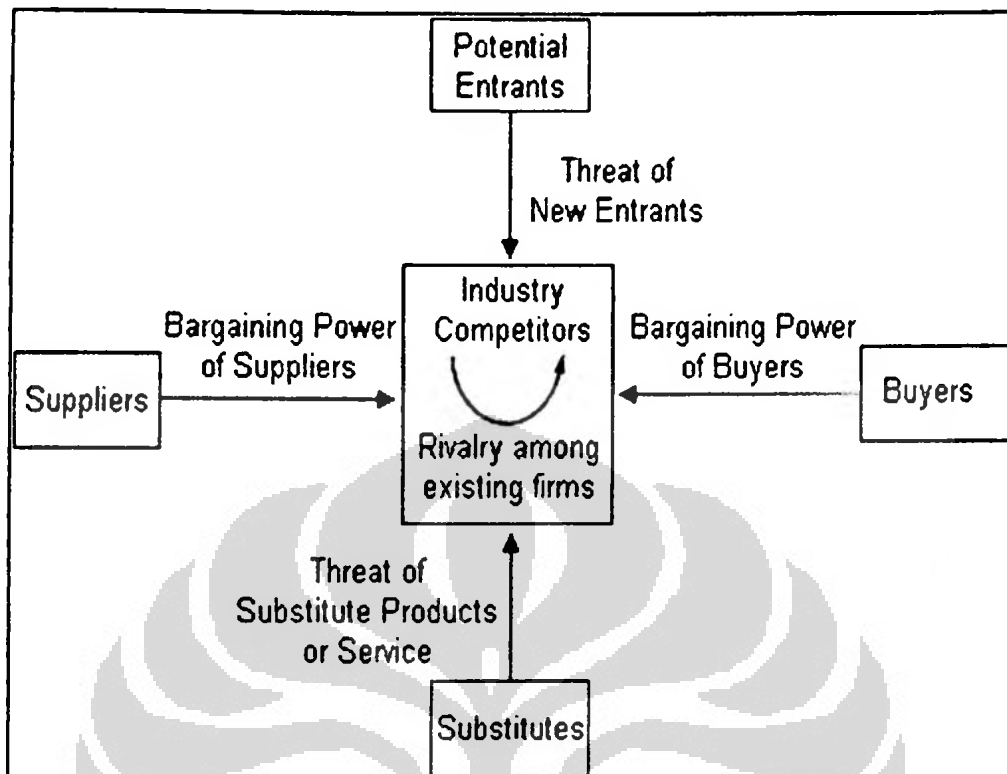 Potential
Entrants
Threat of
New Entrants
Industry
Competitors
Bargaining Power
of Suppliers
Bargaining Power
of Buyers
Suppliers
Buyers
Rivalry among
existing firms
Threat of
Substitute Products
or Service
Substitutes